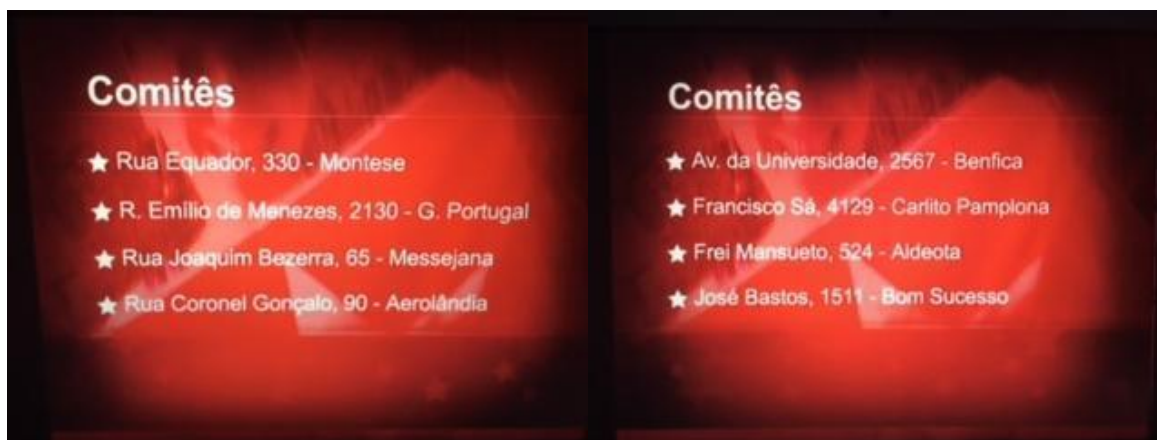 Comitês
Rua Equador, 330 - Montese
R. Emílio de Menezes, 2130 - G. Portugal
Rua Joaquim Bezerra, 65 - Messejana
Rua Coronel Gonçalo, 90 - Aerolândia
Comitês
Av. da Universidade, 2567 - Benfica
Francisco Sá, 4129 - Carlito Pamplona
Frei Mansueto, 524 - Aldeota
José Bastos, 1511 - Bom Sucesso